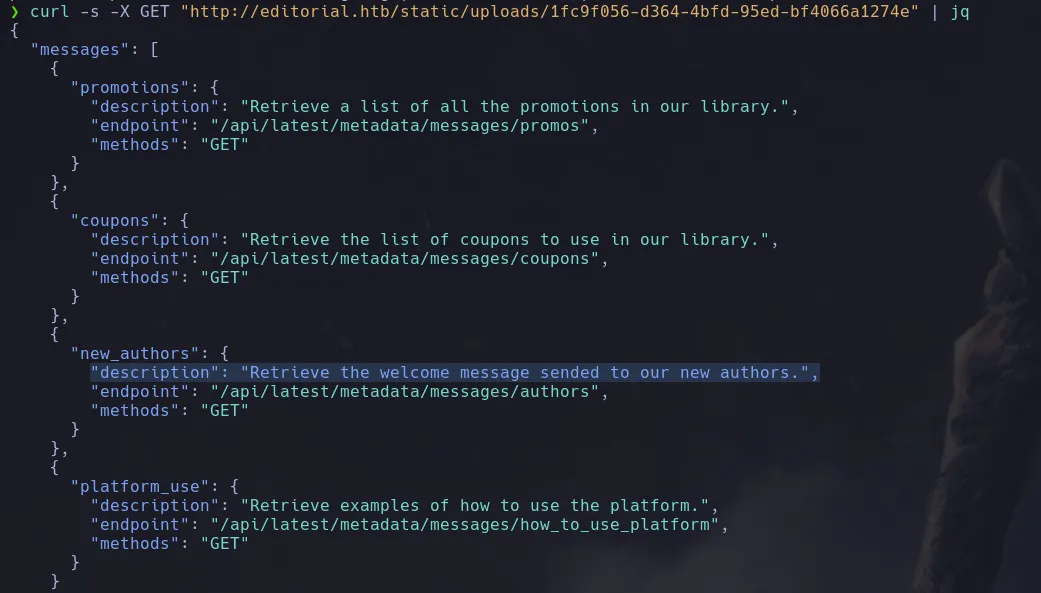 ❯ curl -s -X GET "http://editorial.htb/static/uploads/1fc9f056-d364-4bfd-95ed-bf4066a1274e" | jq
{
  "messages": [
    {
      "promotions": {
        "description": "Retrieve a list of all the promotions in our library.",
        "endpoint": "/api/latest/metadata/messages/promos",
        "methods": "GET"
      }
    },
    {
      "coupons": {
        "description": "Retrieve the list of coupons to use in our library.",
        "endpoint": "/api/latest/metadata/messages/coupons",
        "methods": "GET"
      }
    },
    {
      "new_authors": {
        "description": "Retrieve the welcome message sended to our new authors.",
        "endpoint": "/api/latest/metadata/messages/authors",
        "methods": "GET"
      }
    },
    {
      "platform_use": {
        "description": "Retrieve examples of how to use the platform.",
        "endpoint": "/api/latest/metadata/messages/how_to_use_platform",
        "methods": "GET"
      }
    }